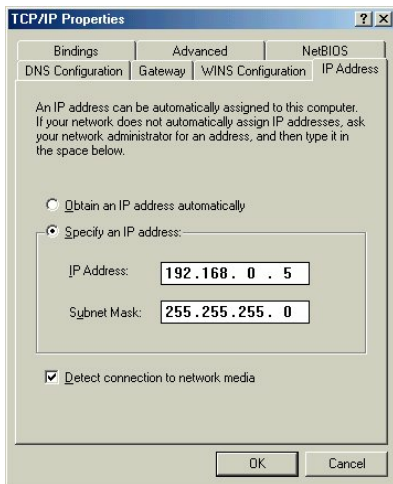 TCP/IP Properties
? ×
Bindings Advanced NetBIOS
DNS Configuration Gateway WINS Configuration IP Address
An IP address can be automatically assigned to this computer.
If your network does not automatically assign IP addresses, ask
your network administrator for an address, and then type it in
the space below.
Obtain an IP address automatically
Specify an IP address:
IP Address: 192.168. 0 . 5
Subnet Mask: 255.255.255. 0
Detect connection to network media
OK Cancel